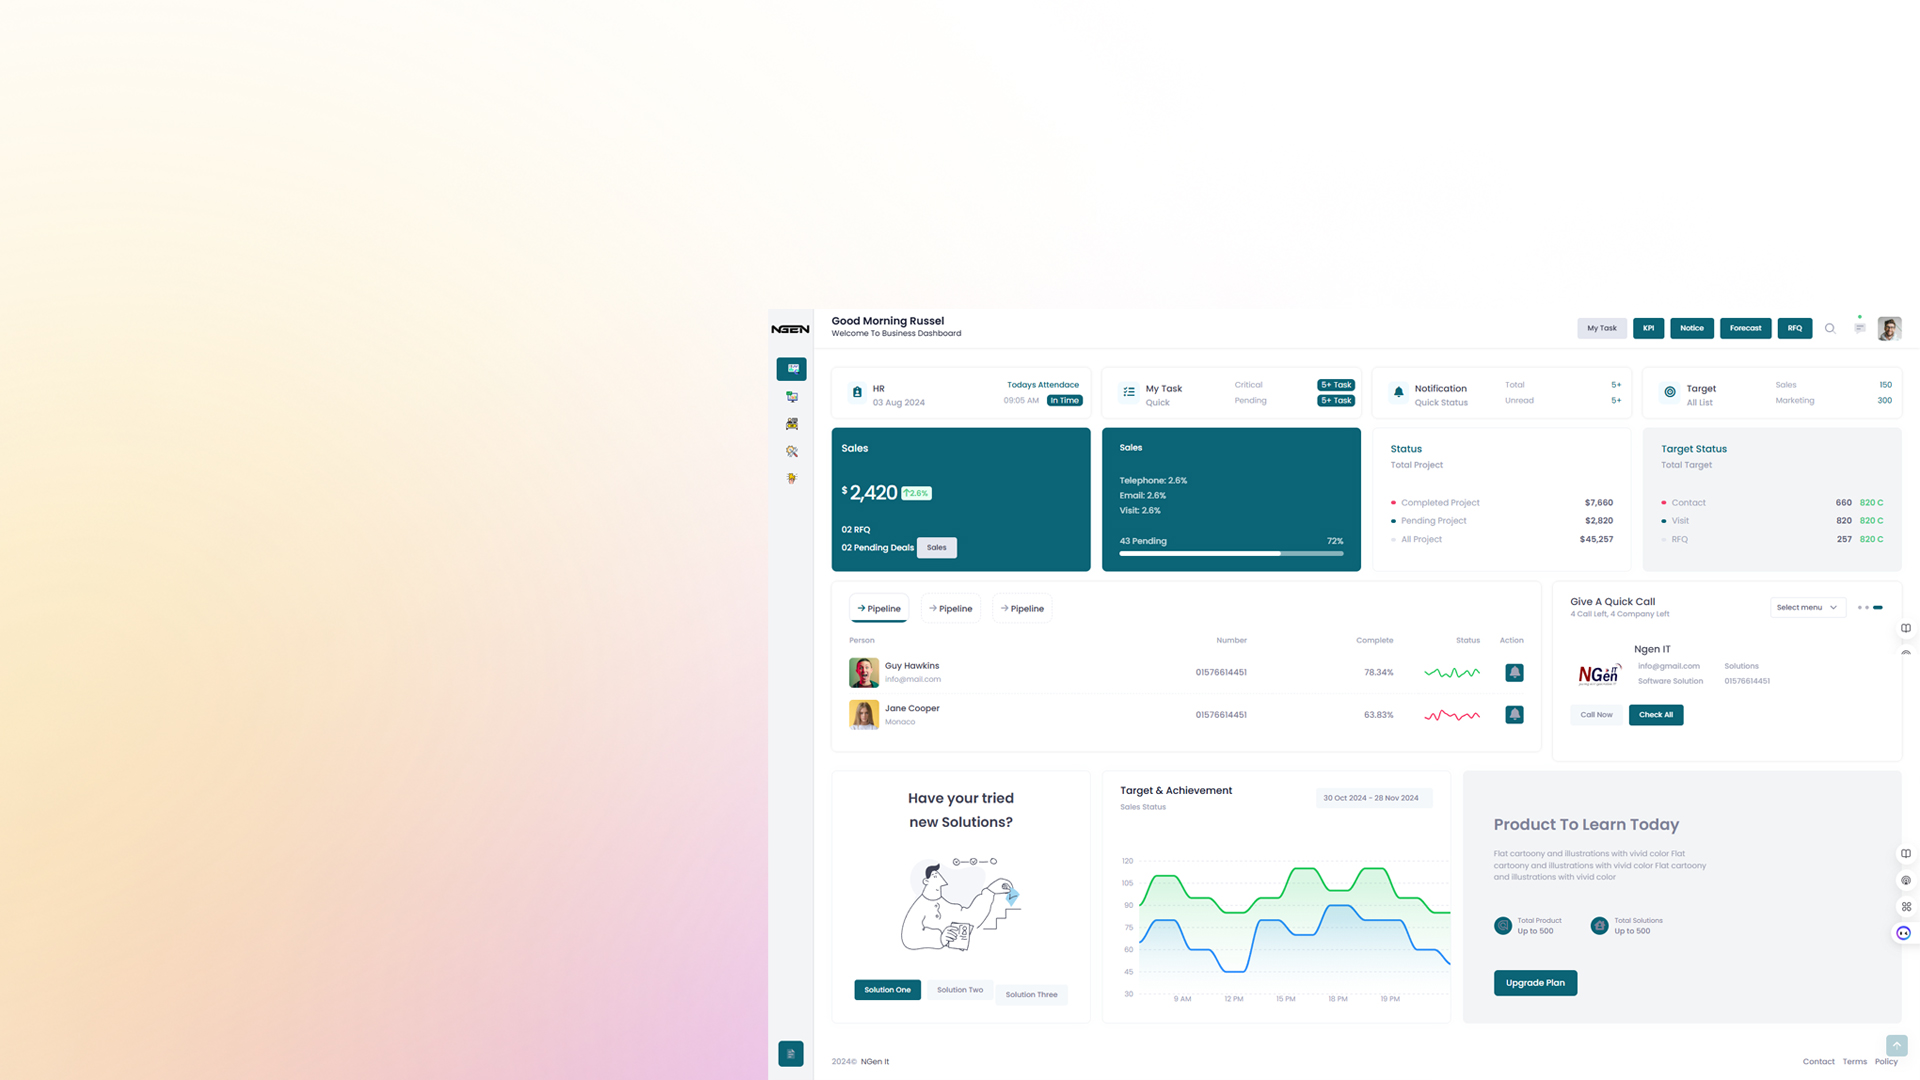 NGEN
Good Morning Russel
Welcome To Business Dashboard
My Task
KPI
Notice
Forecast
RFQ
HR
03 Aug 2024
Todays Attendace
09:05 AM In Time
My Task
Quick
Critical 5+ Task
Pending 5+ Task
Notification
Quick Status
Total 5+
Unread 5+
Target
All List
Sales 150
Marketing 300
Sales
$2,420 2.6%
02 RFQ
02 Pending Deals Sales
Sales
Telephone: 2.6%
Email: 2.6%
Visit: 2.6%
43 Pending 72%
Status
Total Project
Completed Project $7,660
Pending Project $2,820
All Project $45,257
Target Status
Total Target
Contact 660 820 C
Visit 820 820 C
RFQ 257 820 C
Pipeline Pipeline Pipeline
Person Number Complete Status Action
Guy Hawkins
info@mail.com
01576614451 78.34%
Jane Cooper
Monaco
01576614451 63.83%
Give A Quick Call
4 Call Left, 4 Company Left
Select menu
NGen IT
Ngen IT
info@gmail.com Solutions
Software Solution 01576614451
Call Now Check All
Have your tried
new Solutions?
TO DO
Solution One Solution Two Solution Three
Target & Achievement
Sales Status
30 Oct 2024 - 28 Nov 2024
120
105
90
75
60
45
30
9 AM 12 PM 15 PM 18 PM 19 PM
Product To Learn Today
Flat cartoony and illustrations with vivid color Flat
cartoony and illustrations with vivid color Flat cartoony
and illustrations with vivid color
Total Product
Up to 500
Total Solutions
Up to 500
Upgrade Plan
2024© NGen It
Contact Terms Policy